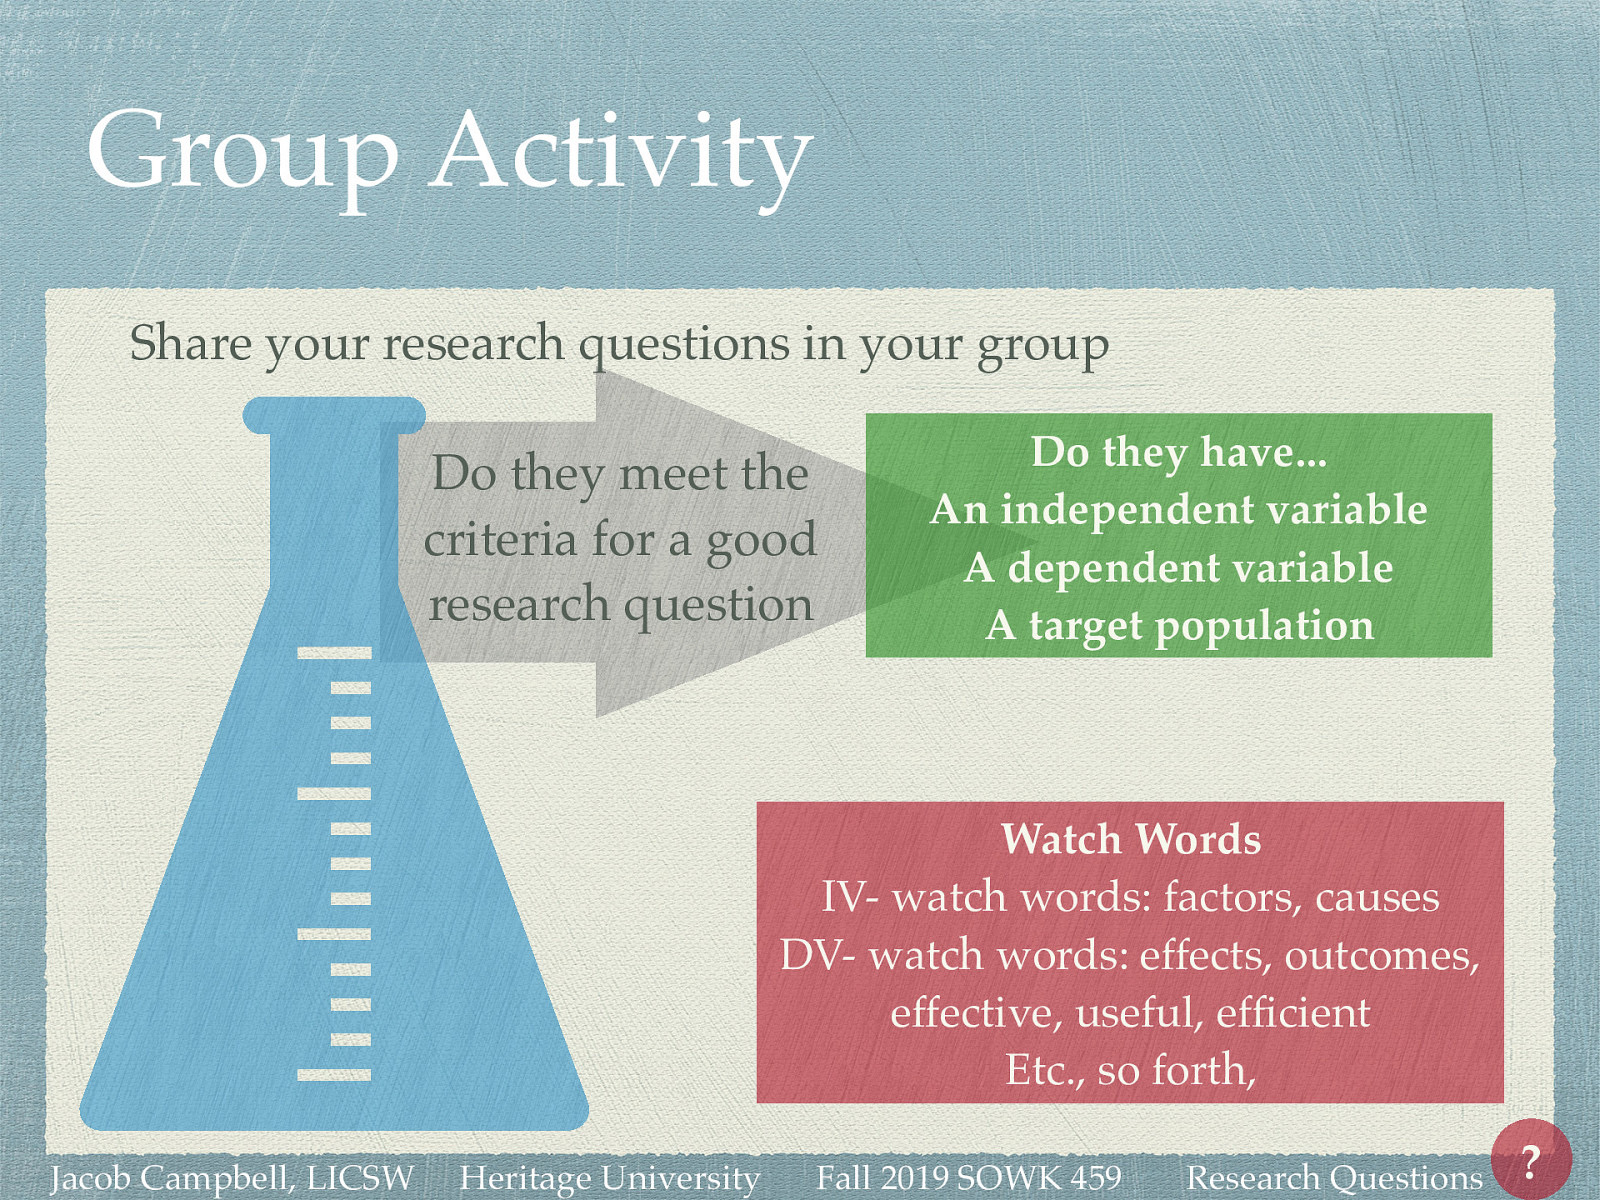 Group Activity
Share your research questions in your group
Do they meet the
criteria for a good
research question
Do they have...
An independent variable
A dependent variable
A target population
Watch Words
IV- watch words: factors, causes
DV- watch words: effects, outcomes,
effective, useful, efficient
Etc., so forth,
Jacob Campbell, LICSW Heritage University Fall 2019 SOWK 459 Research Questions ?